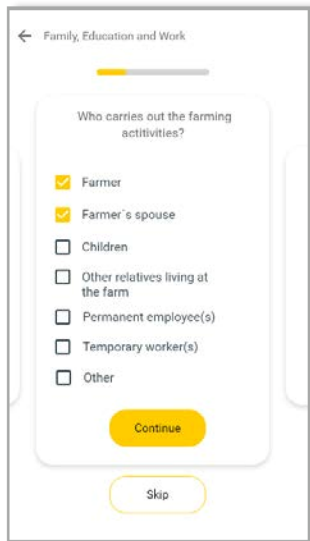 Family, Education and Work
Who carries out the farming
actitivities?
Farmer
Farmer`s spouse
Children
Other relatives living at
the farm
Permanent employee(s)
Temporary worker(s)
Other
Continue
Skip